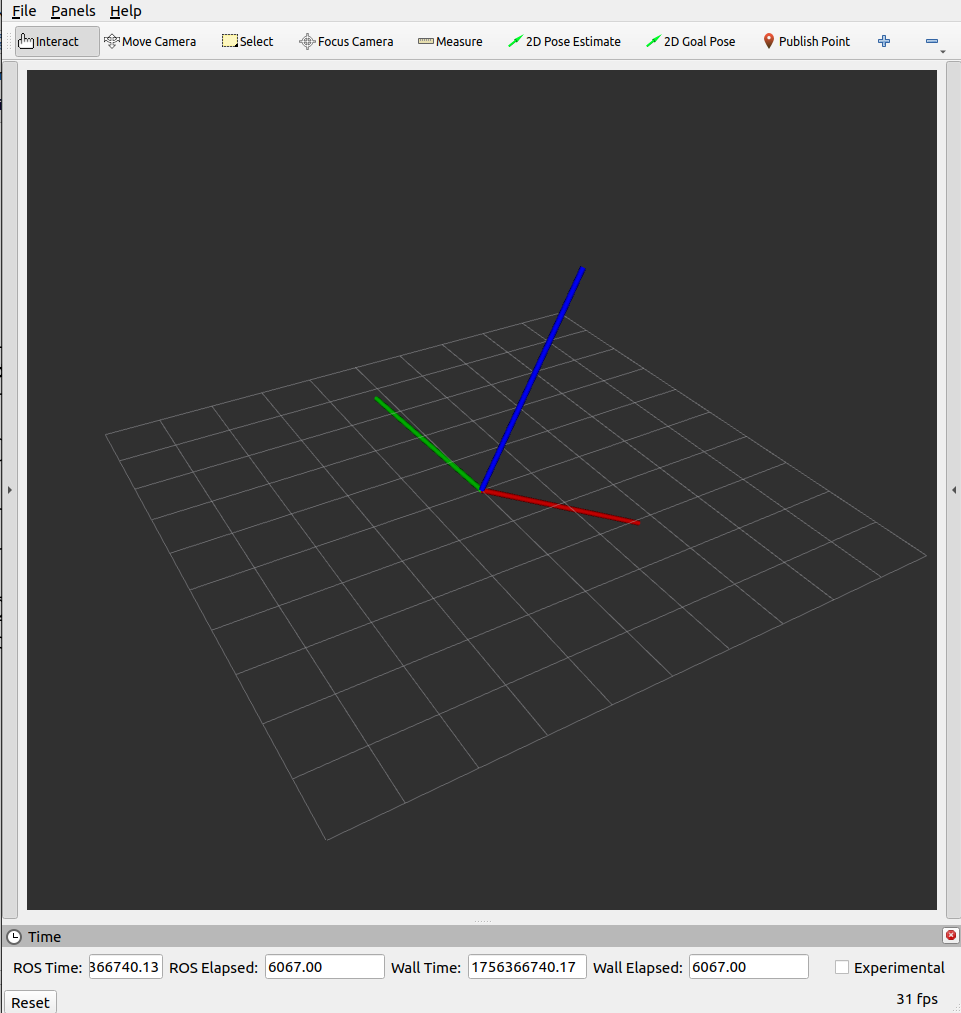 File Panels Help
Interact Move Camera Select Focus Camera Measure 2D Pose Estimate 2D Goal Pose Publish Point
Time
ROS Time: 366740.13 ROS Elapsed: 6067.00 Wall Time: 1756366740.17 Wall Elapsed: 6067.00 Experimental
Reset 31 fps